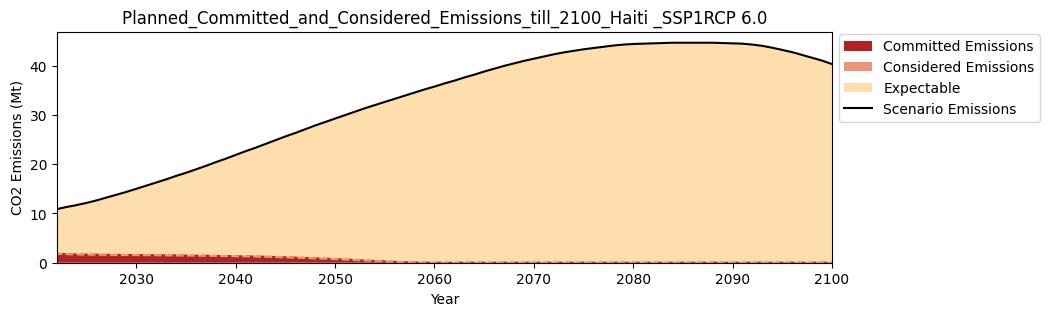 Planned_Committed_and_Considered_Emissions_till_2100_Haiti _SSP1RCP 6.0
CO2 Emissions (Mt)
40
30
20
10
0
2030 2040 2050 2060 2070 2080 2090 2100
Year
Committed Emissions
Considered Emissions
Expectable
Scenario Emissions